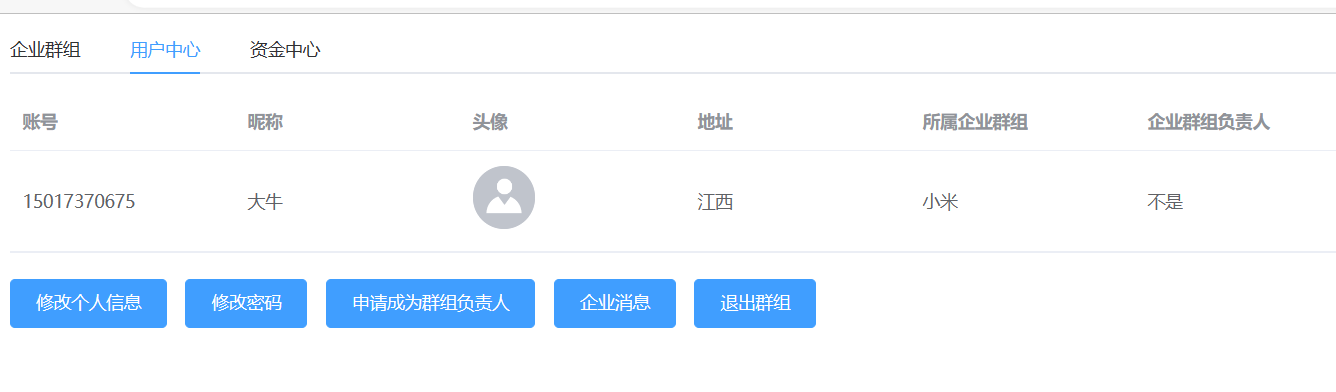 企业群组 用户中心 资金中心
账号 昵称 头像 地址 所属企业群组 企业群组负责人
15017370675 大牛 江西 小米 不是
修改个人信息 修改密码 申请成为群组负责人 企业消息 退出群组